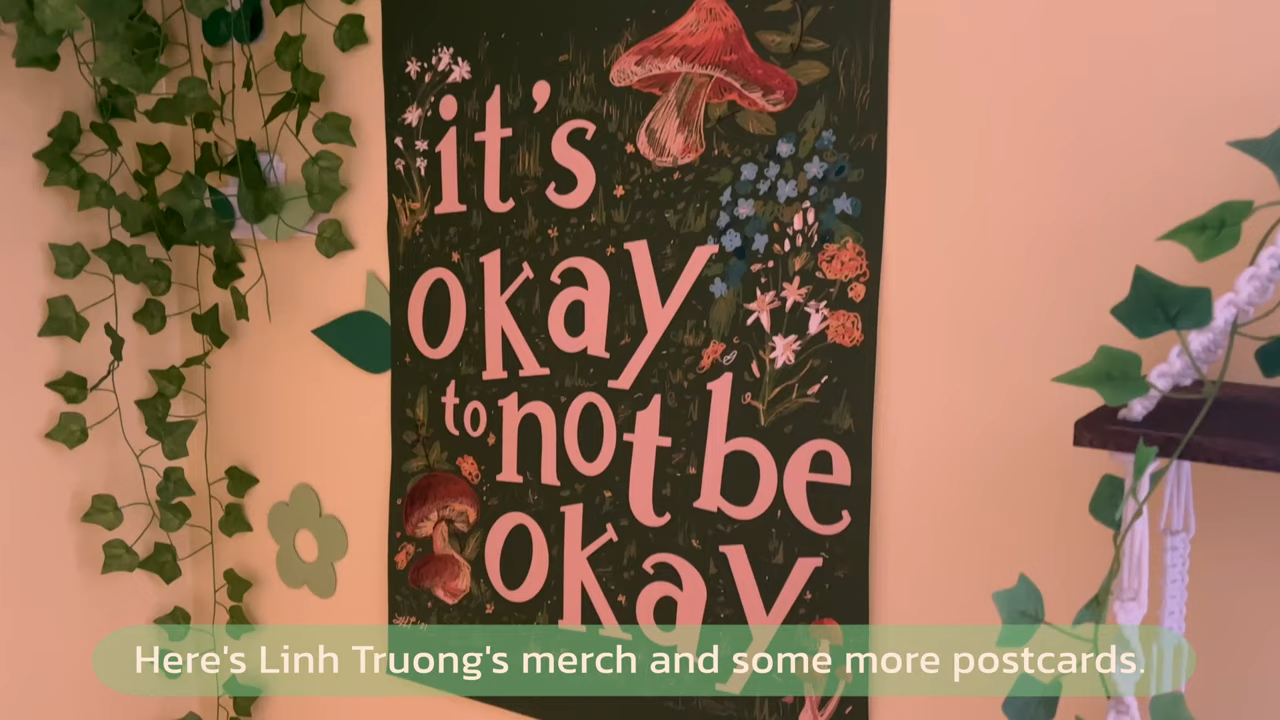 it's
okay
to not be
okay
Here's Linh Truong's merch and some more postcards.